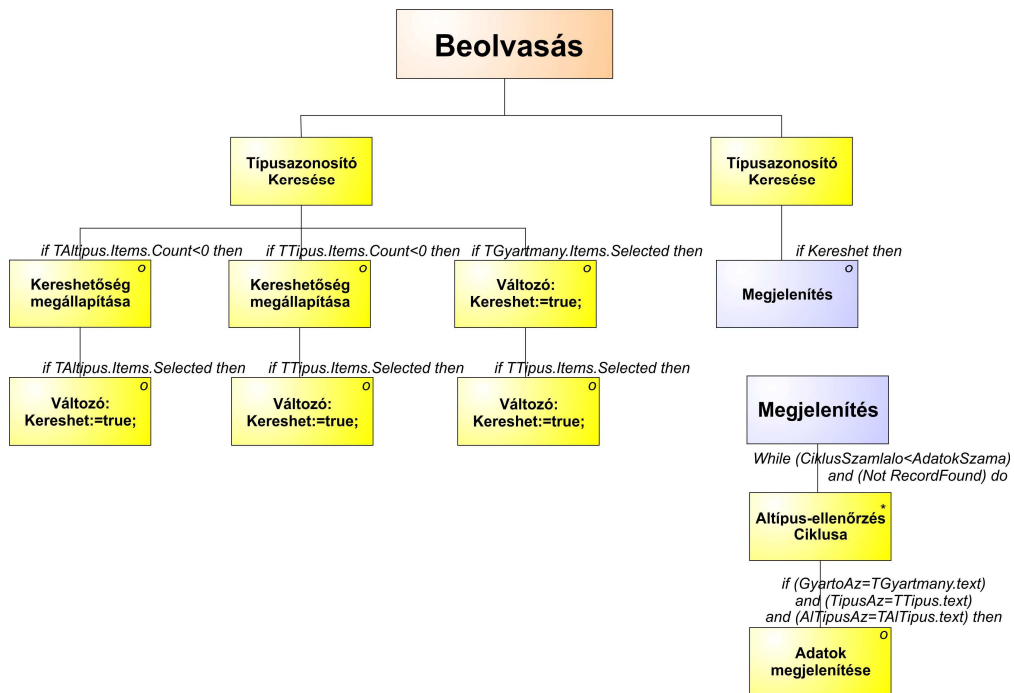 Beolvasás
Típusazonosító
Keresése
Típusazonosító
Keresése
if TAltipus.Items.Count<0 then
if TTipus.Items.Count<0 then
if TGyartmany.Items.Selected then
if Kereshet then
o
Kereshetőség
megállapítása
o
Kereshetőség
megállapítása
o
Változó:
Kereshet:=true;
o
Megjelenítés
if TAltipus.Items.Selected then
if TTipus.Items.Selected then
if TTipus.Items.Selected then
o
Változó:
Kereshet:=true;
o
Változó:
Kereshet:=true;
o
Változó:
Kereshet:=true;
Megjelenítés
While (CiklusSzamlalo<AdatokSzama)
and (Not RecordFound) do
*
Altípus-ellenőrzés
Ciklusa
if (GyartoAz=TGyartmany.text)
and (TipusAz=TTipus.text)
and (AlTipusAz=TAlTipus.text) then
o
Adatok
megjelenítése